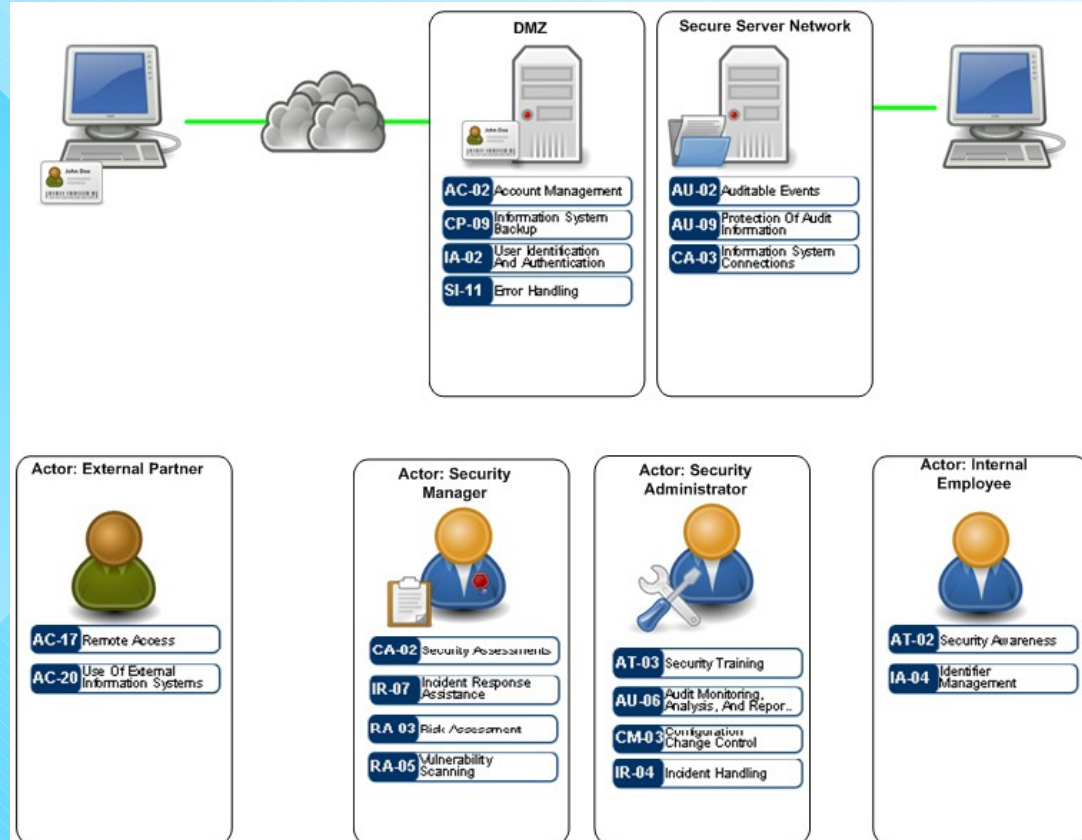 DMZ
Secure Server Network
John Doe
John Doe
AC-02 Account Management
CP-09 Information System
Backup
IA-02 User Identification
And Authentication
SI-11 Error Handling
AU-02 Auditable Events
AU-09 Protection Of Audit
Information
CA-03 Information System
Connections
Actor: External Partner
AC-17 Remote Access
AC-20 Use Of External
Information Systems
Actor: Security
Manager
CA-02 Security Assessments
IR-07 Incident Response
Assistance
RA-03 Risk Assessment
RA-05 Vulnerability
Scanning
Actor: Security
Administrator
AT-03 Security Training
AU-06 Audit Monitoring,
Analysis, And Repor..
CM-03 Configuration
Change Control
IR-04 Incident Handling
Actor: Internal
Employee
AT-02 Security Awareness
IA-04 Identifier
Management